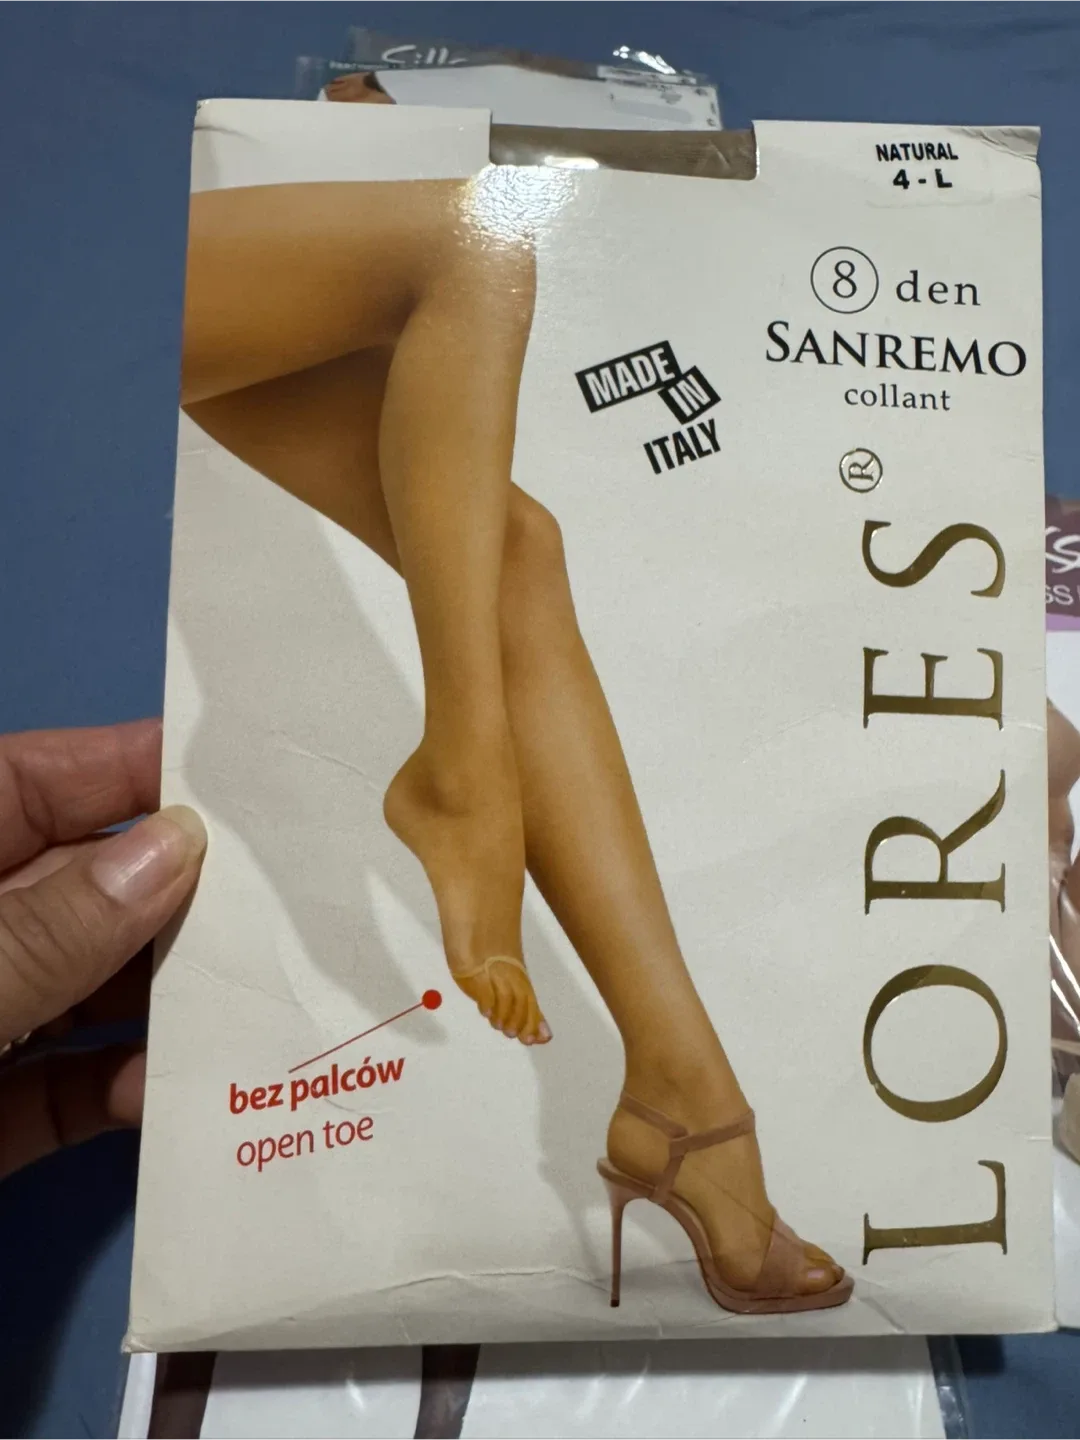 NATURAL
4 - L
8 den
SANREMO
collant
MADE
IN
ITALY
LORES®
bez palców
open toe